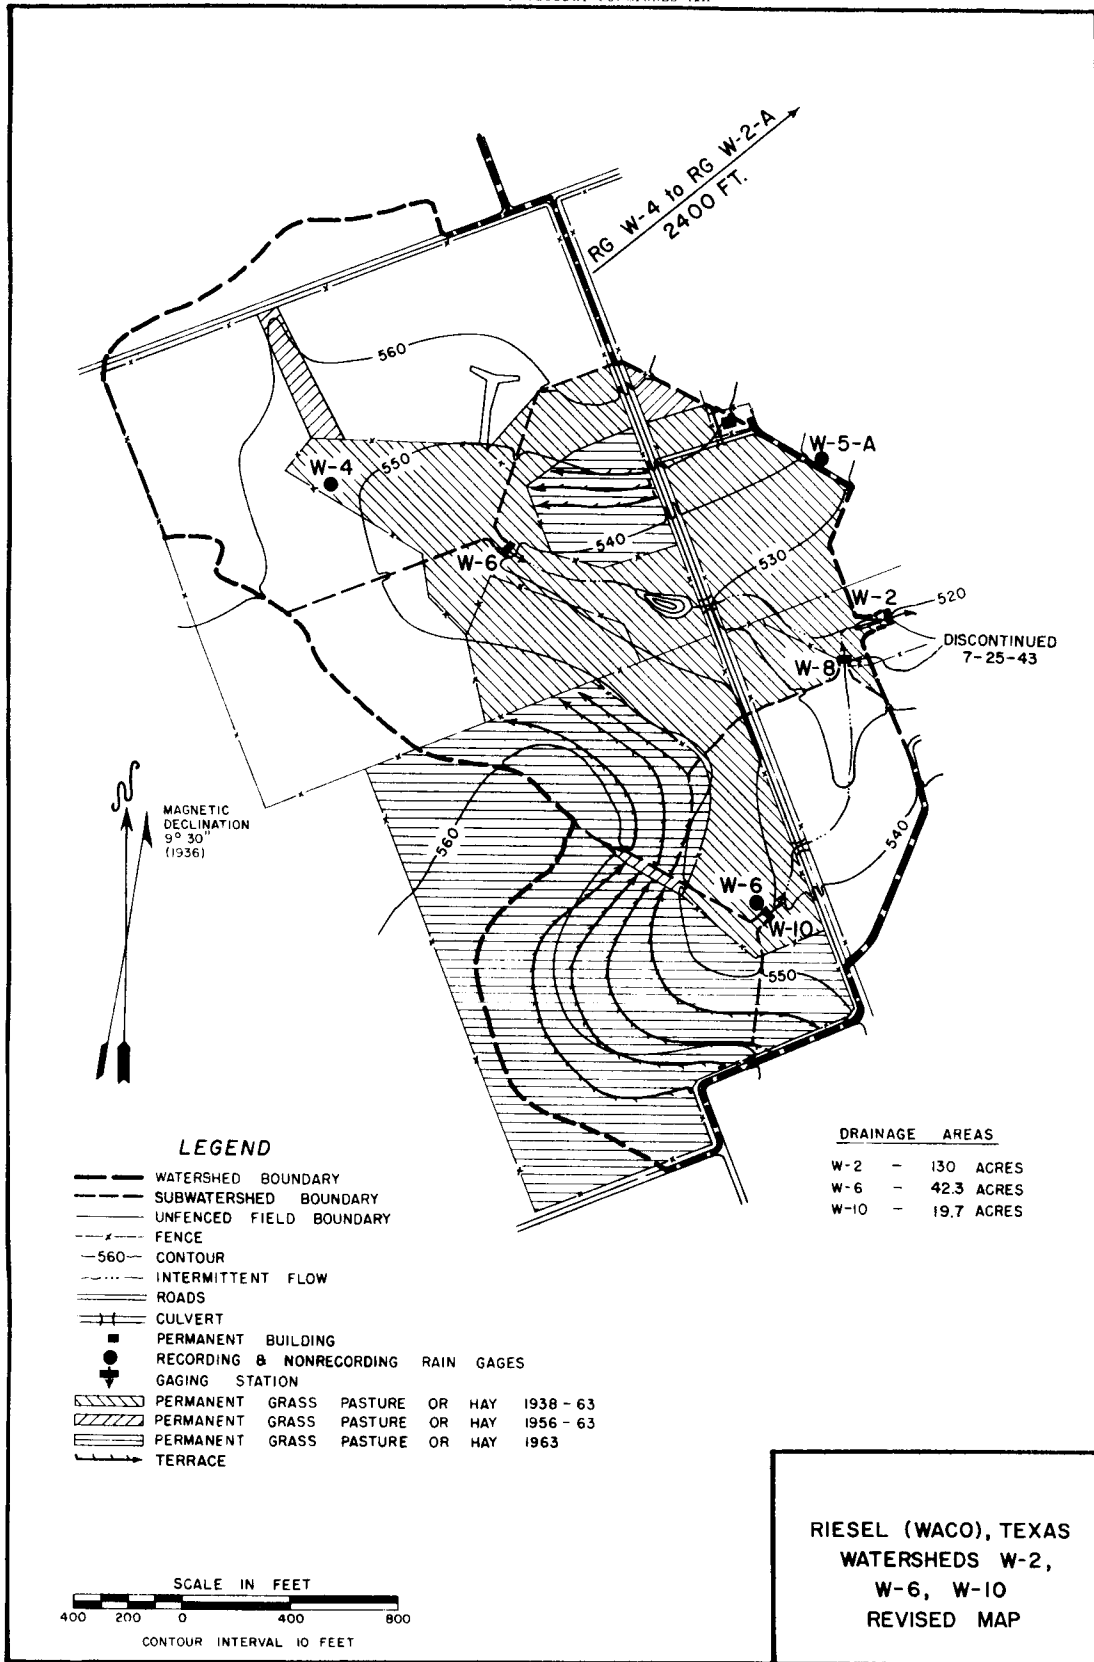 RG W-4 to RG W-2-A
2400 FT.
560
W-5-A
550
W-4
540
W-6
530
W-2
520
DISCONTINUED
7-25-43
W-8
MAGNETIC
DECLINATION
9° 30"
(1936)
560
540
W-6
W-10
550
LEGEND
WATERSHED BOUNDARY
SUBWATERSHED BOUNDARY
UNFENCED FIELD BOUNDARY
FENCE
560 CONTOUR
INTERMITTENT FLOW
ROADS
CULVERT
PERMANENT BUILDING
RECORDING & NONRECORDING RAIN GAGES
GAGING STATION
PERMANENT GRASS PASTURE OR HAY 1938-63
PERMANENT GRASS PASTURE OR HAY 1956-63
PERMANENT GRASS PASTURE OR HAY 1963
TERRACE
DRAINAGE AREAS
W-2 - 130 ACRES
W-6 - 42.3 ACRES
W-10 - 19.7 ACRES
SCALE IN FEET
400 200 0 400 800
CONTOUR INTERVAL 10 FEET
RIESEL (WACO), TEXAS
WATERSHEDS W-2,
W-6, W-10
REVISED MAP